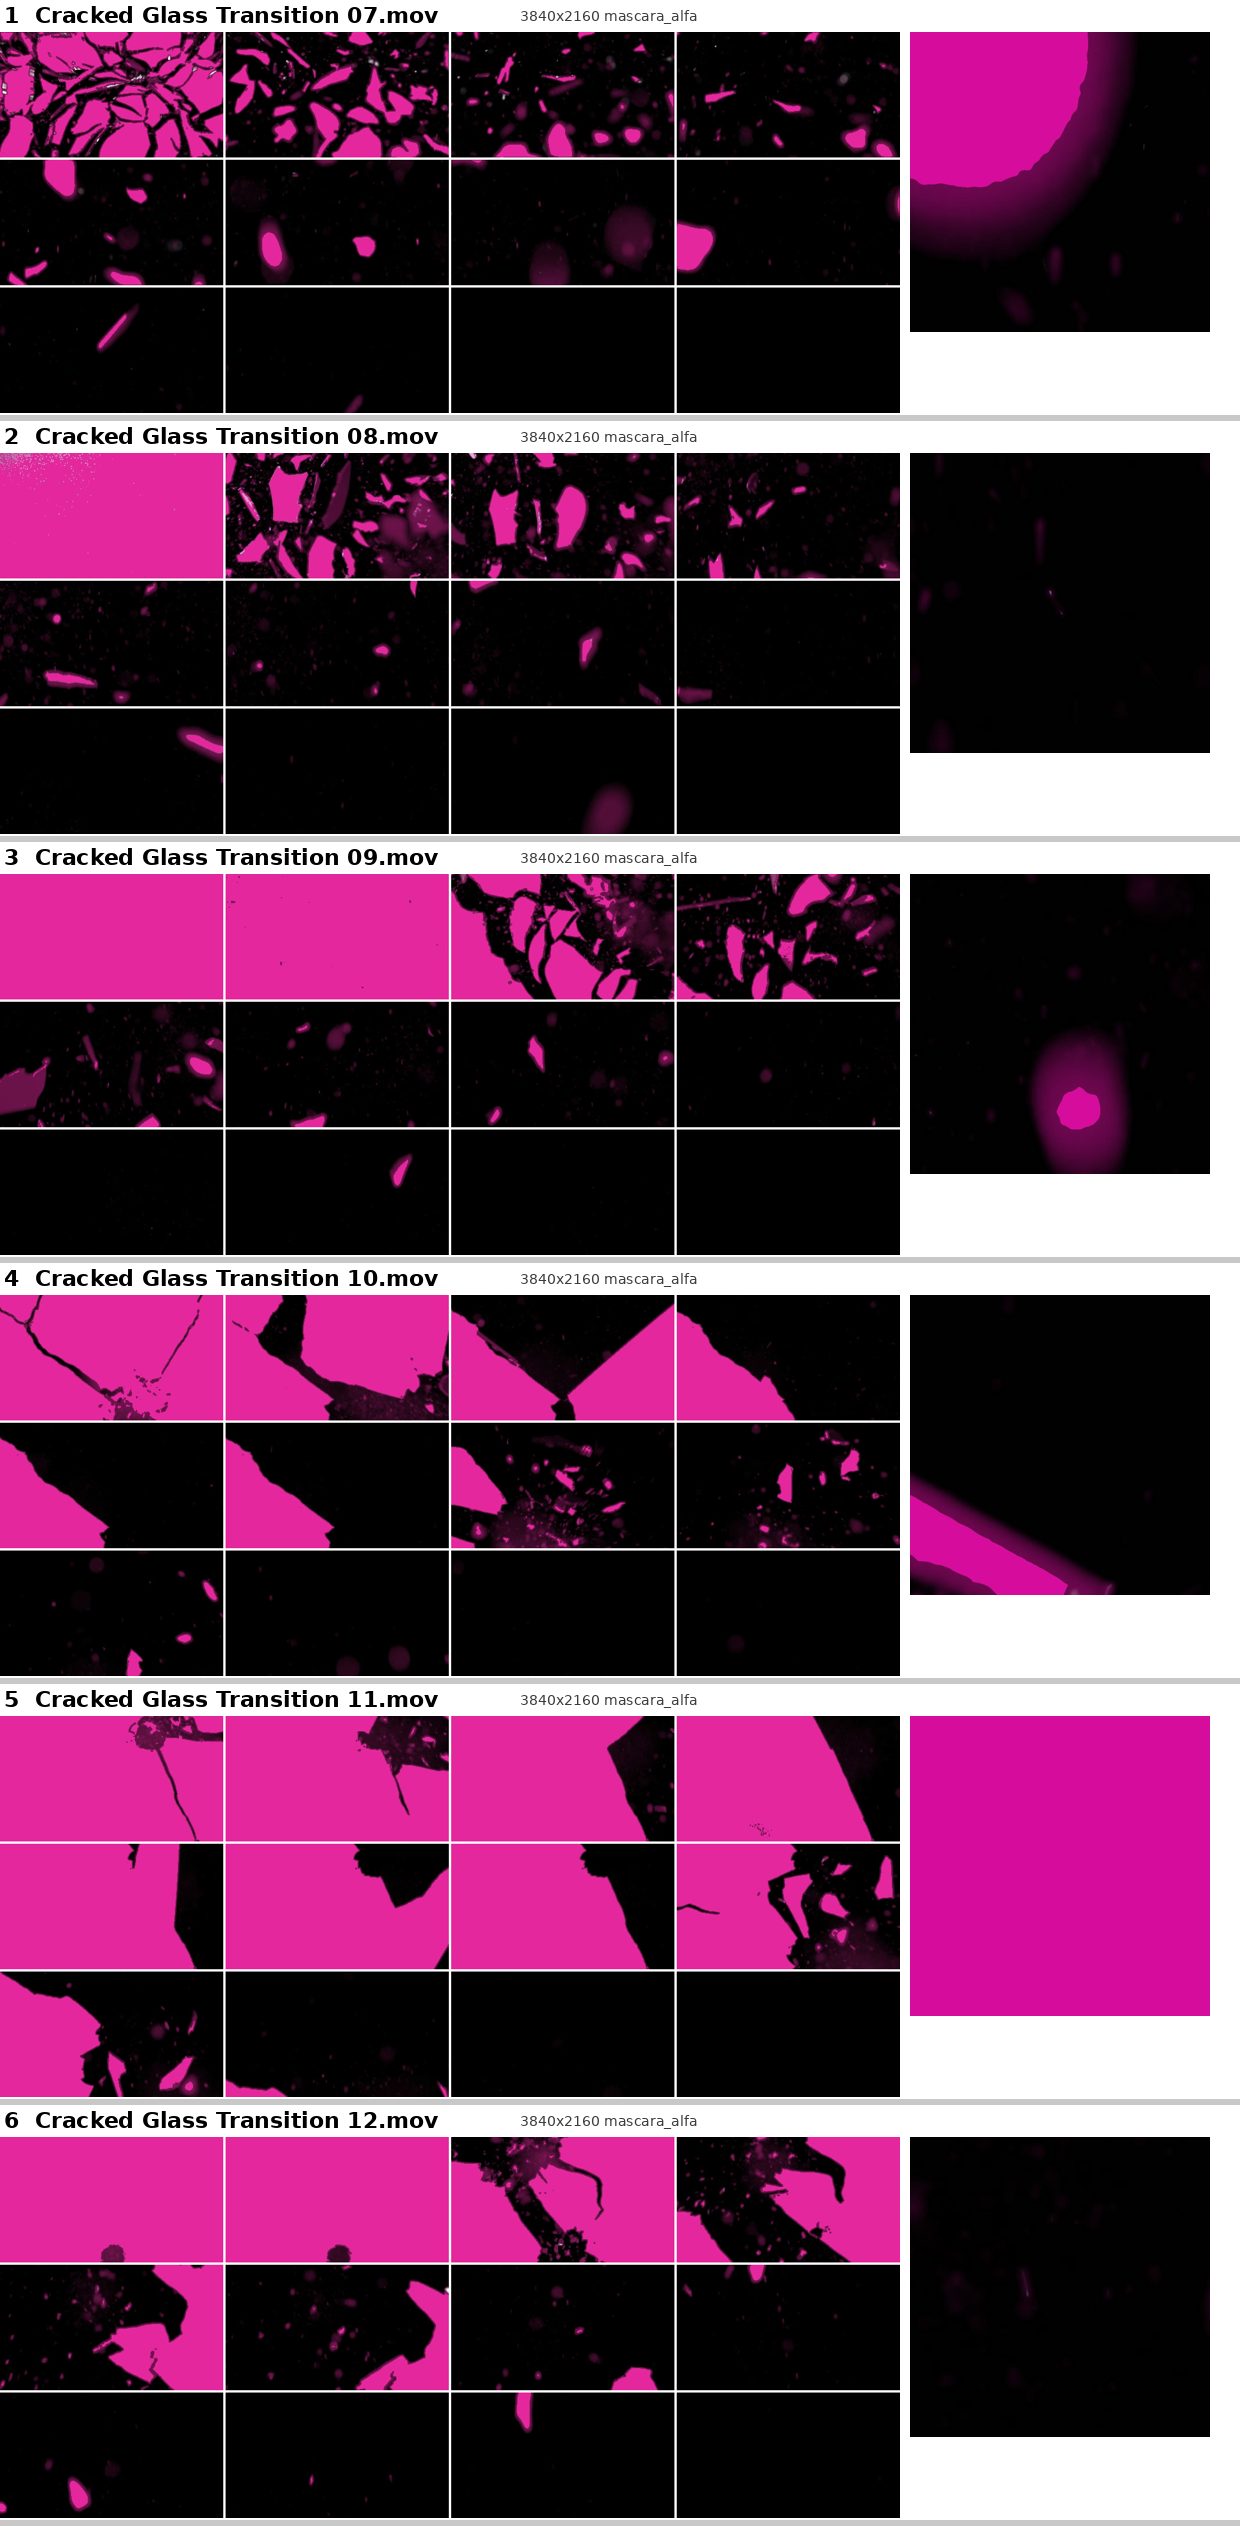 1 Cracked Glass Transition 07.mov 3840x2160 mascara_alfa
2 Cracked Glass Transition 08.mov 3840x2160 mascara_alfa
3 Cracked Glass Transition 09.mov 3840x2160 mascara_alfa
4 Cracked Glass Transition 10.mov 3840x2160 mascara_alfa
5 Cracked Glass Transition 11.mov 3840x2160 mascara_alfa
6 Cracked Glass Transition 12.mov 3840x2160 mascara_alfa